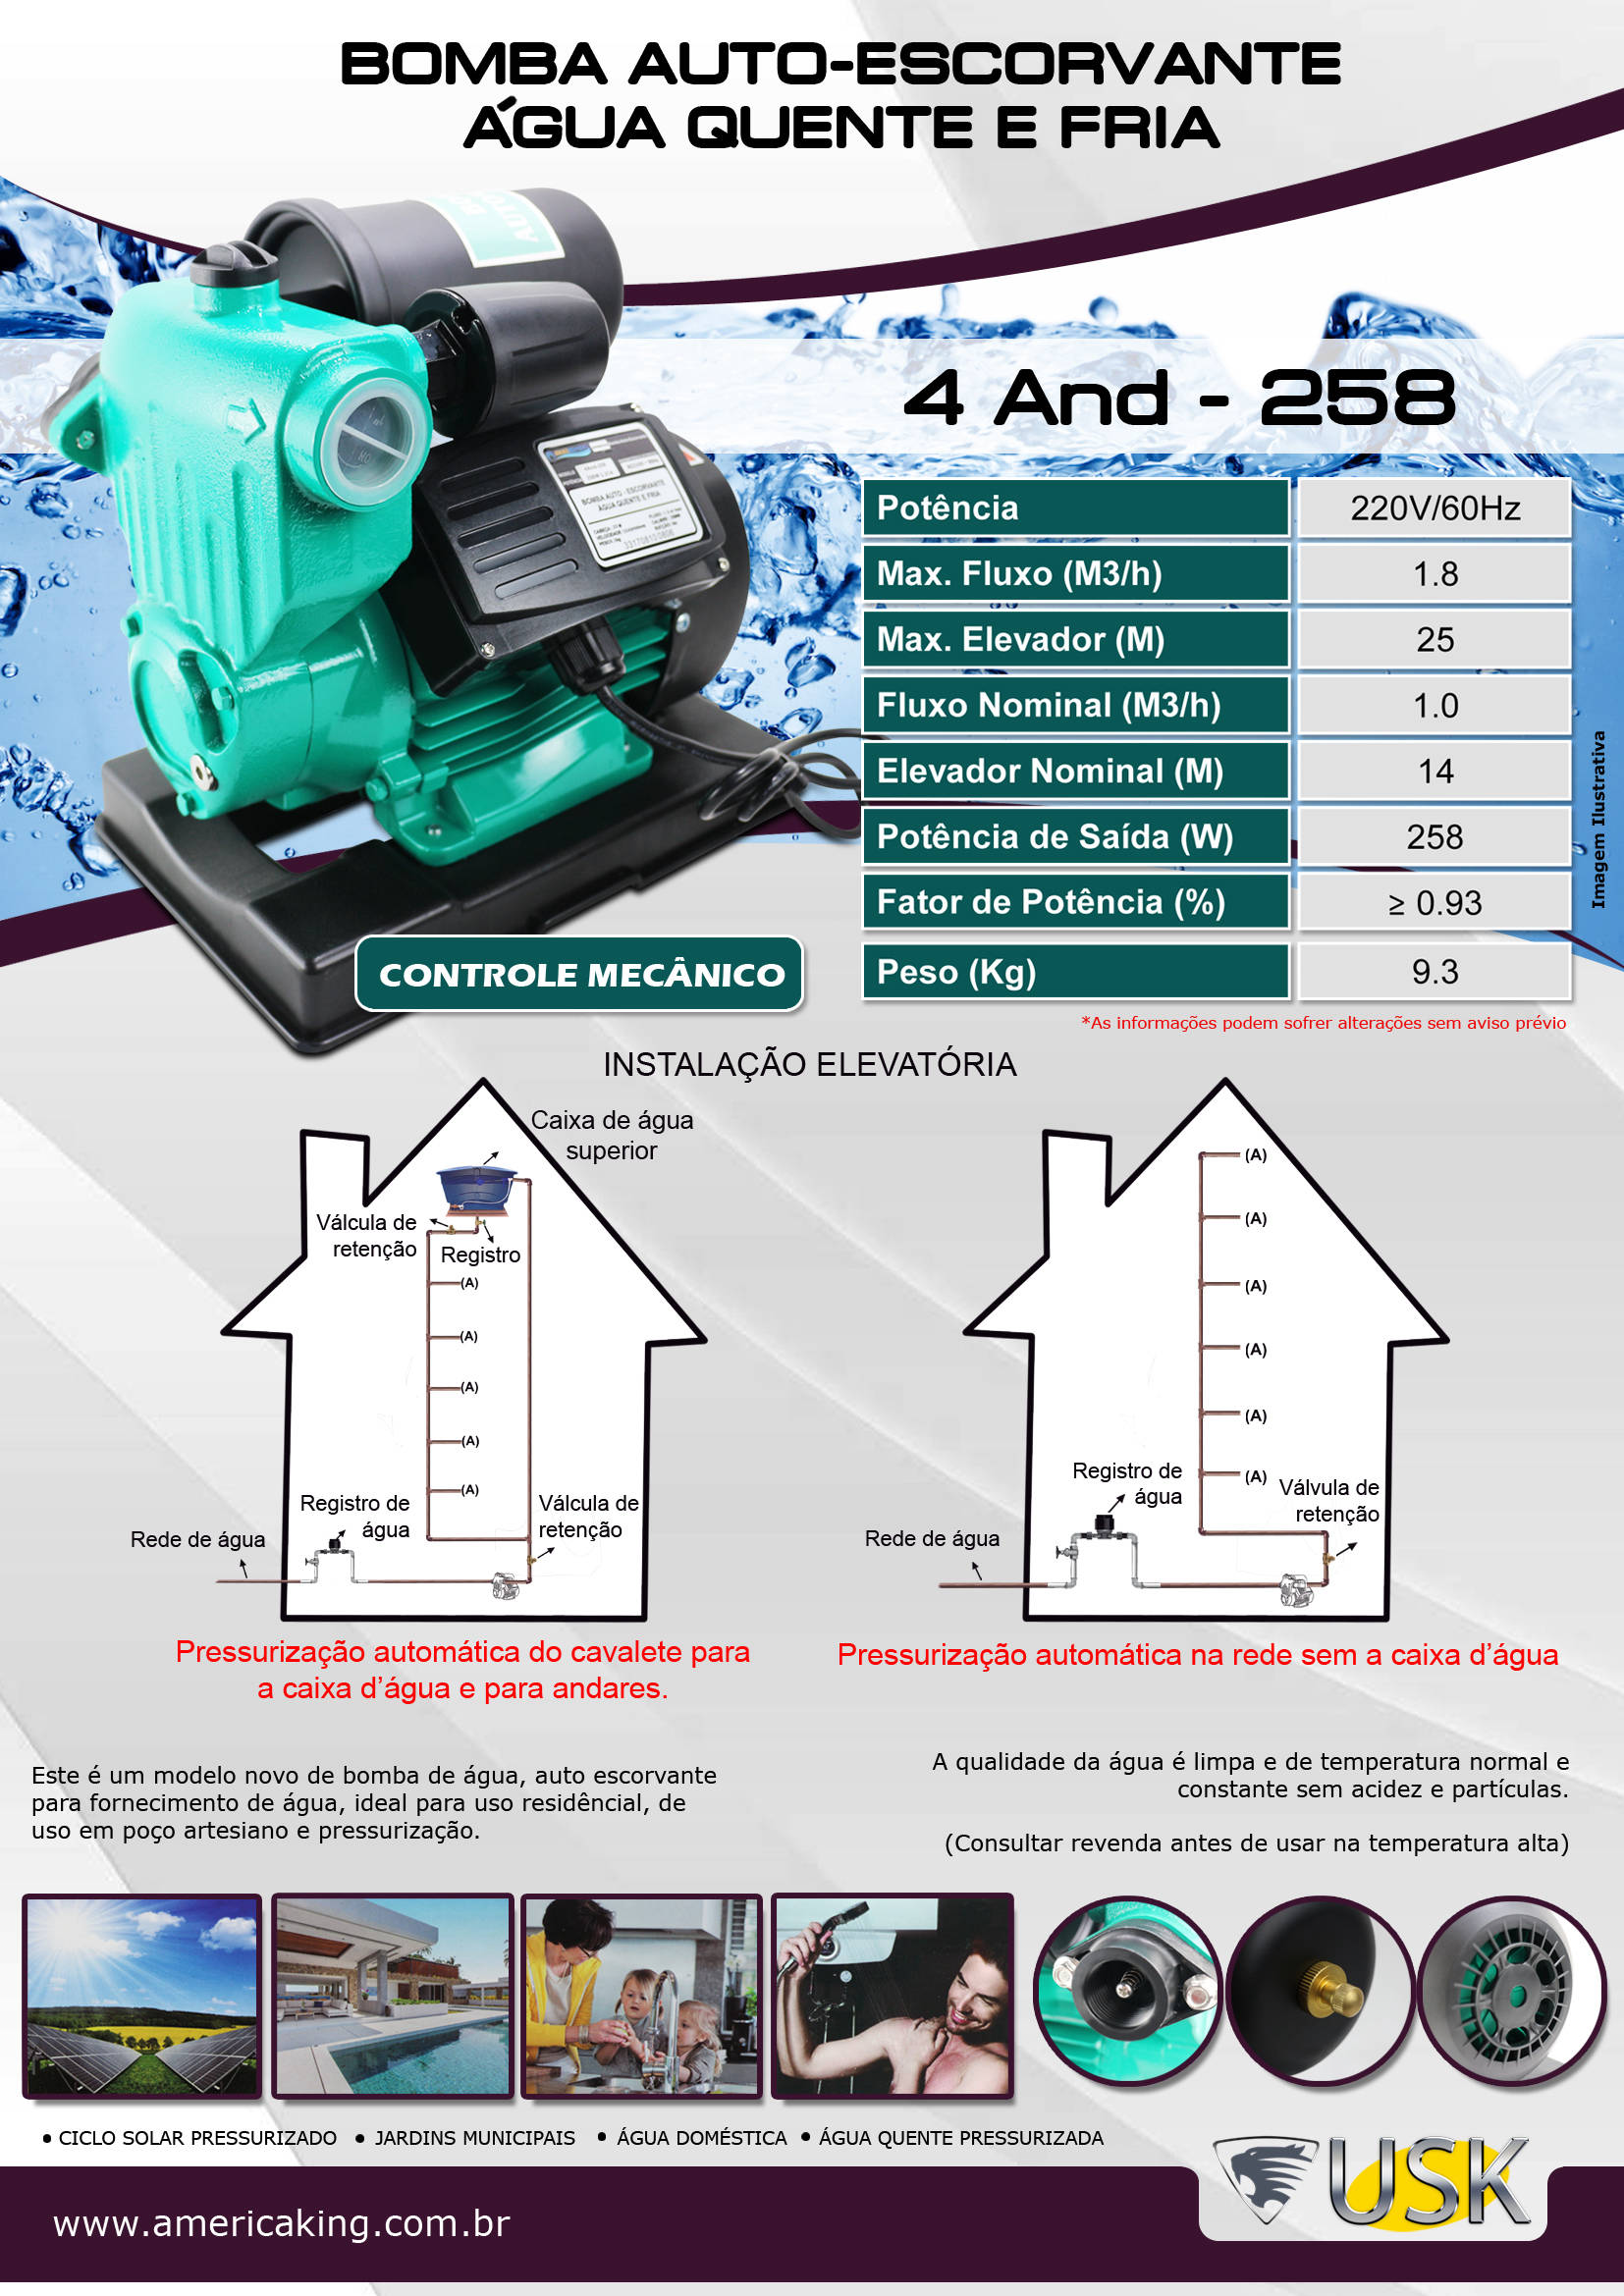 BOMBA AUTO-ESCORVANTE
ÁGUA QUENTE E FRIA
4 And - 258
BOMBA AUTO - ESCORVANTE
ÁGUA QUENTE E FRIA
Potência 220V/60Hz
Max. Fluxo (M3/h) 1.8
Max. Elevador (M) 25
Fluxo Nominal (M3/h) 1.0
Elevador Nominal (M) 14
Potência de Saída (W) 258
Fator de Potência (%) ≥ 0.93
Peso (Kg) 9.3
Imagem Ilustrativa
CONTROLE MECÂNICO
*As informações podem sofrer alterações sem aviso prévio
INSTALAÇÃO ELEVATÓRIA
Caixa de água
superior
Válcula de
retenção
Registro
(A)
(A)
(A)
(A)
(A)
Registro de
água
Válcula de
retenção
Rede de água
(A)
(A)
(A)
(A)
(A)
(A)
Registro de
água
Válvula de
retenção
Rede de água
Pressurização automática do cavalete para
a caixa d’água e para andares.
Pressurização automática na rede sem a caixa d’água
Este é um modelo novo de bomba de água, auto escorvante
para fornecimento de água, ideal para uso residêncial, de
uso em poço artesiano e pressurização.
A qualidade da água é limpa e de temperatura normal e
constante sem acidez e partículas.
(Consultar revenda antes de usar na temperatura alta)
• CICLO SOLAR PRESSURIZADO • JARDINS MUNICIPAIS • ÁGUA DOMÉSTICA • ÁGUA QUENTE PRESSURIZADA
www.americaking.com.br
USK